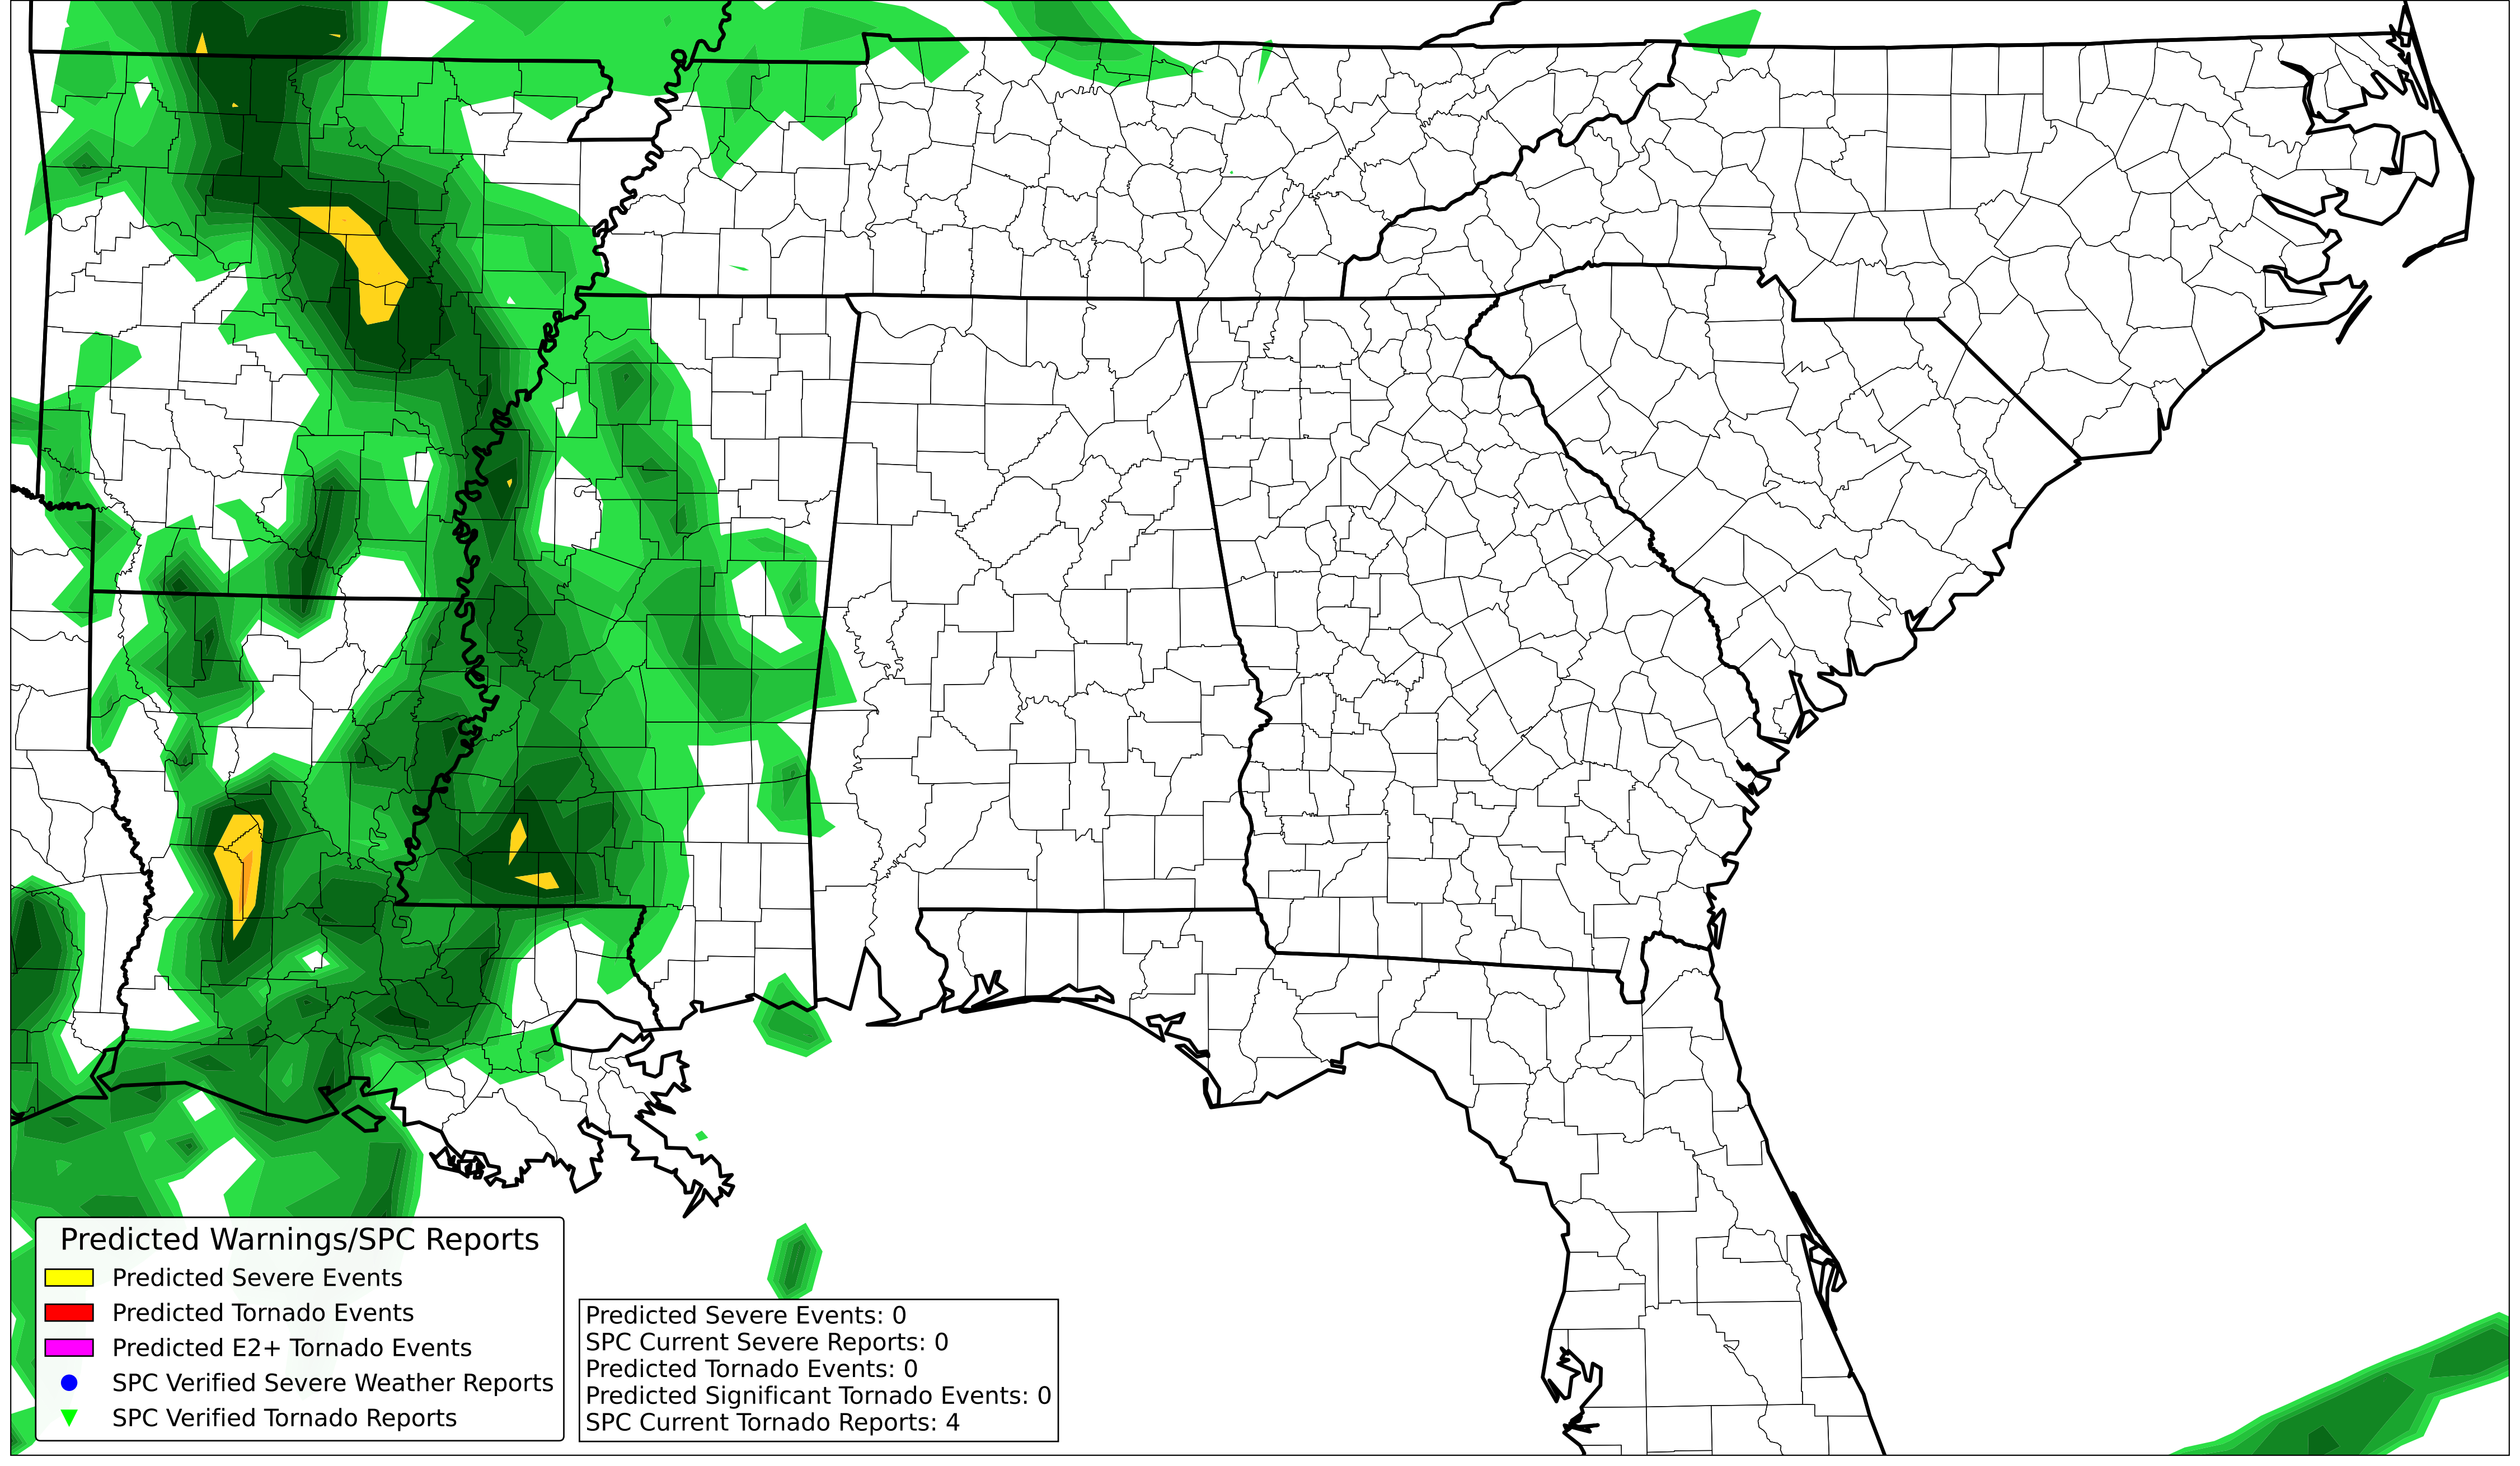 Predicted Warnings/SPC Reports
Predicted Severe Events
Predicted Tornado Events
Predicted E2+ Tornado Events
SPC Verified Severe Weather Reports
SPC Verified Tornado Reports
Predicted Severe Events: 0
SPC Current Severe Reports: 0
Predicted Tornado Events: 0
Predicted Significant Tornado Events: 0
SPC Current Tornado Reports: 4